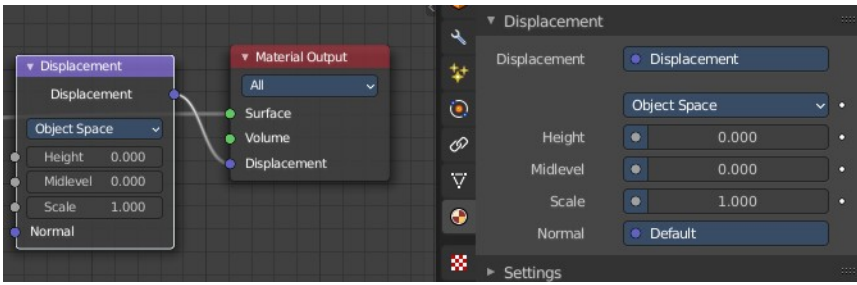 Displacement
Displacement
Object Space
Height 0.000
Midlevel 0.000
Scale 1.000
Normal
Material Output
All
Surface
Volume
Displacement
Displacement
Displacement Displacement
Object Space
Height 0.000
Midlevel 0.000
Scale 1.000
Normal Default
Settings